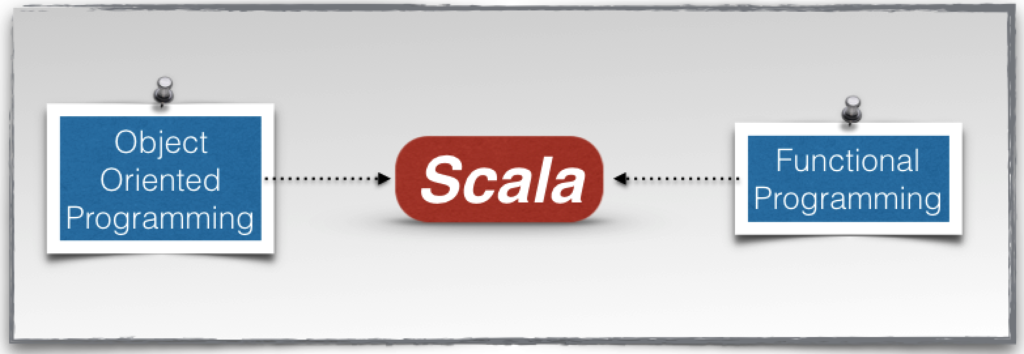 Object
Oriented
Programming
Scala
Functional
Programming